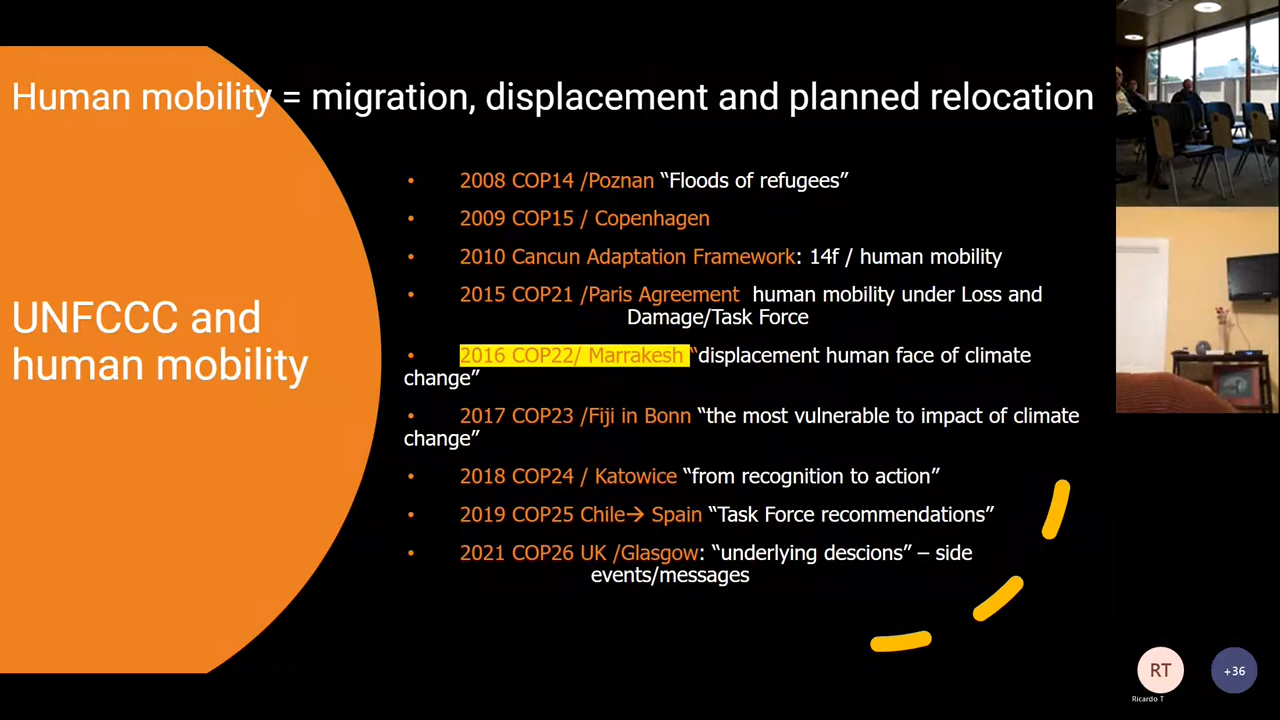 Human mobility = migration, displacement and planned relocation
UNFCCC and
human mobility
• 2008 COP14 /Poznan “Floods of refugees”
• 2009 COP15 / Copenhagen
• 2010 Cancun Adaptation Framework: 14f / human mobility
• 2015 COP21 /Paris Agreement human mobility under Loss and
Damage/Task Force
• 2016 COP22/ Marrakesh “displacement human face of climate
change”
• 2017 COP23 /Fiji in Bonn “the most vulnerable to impact of climate
change”
• 2018 COP24 / Katowice “from recognition to action”
• 2019 COP25 Chile→ Spain “Task Force recommendations”
• 2021 COP26 UK /Glasgow: “underlying descions” – side
events/messages
RT
Ricardo T
+36